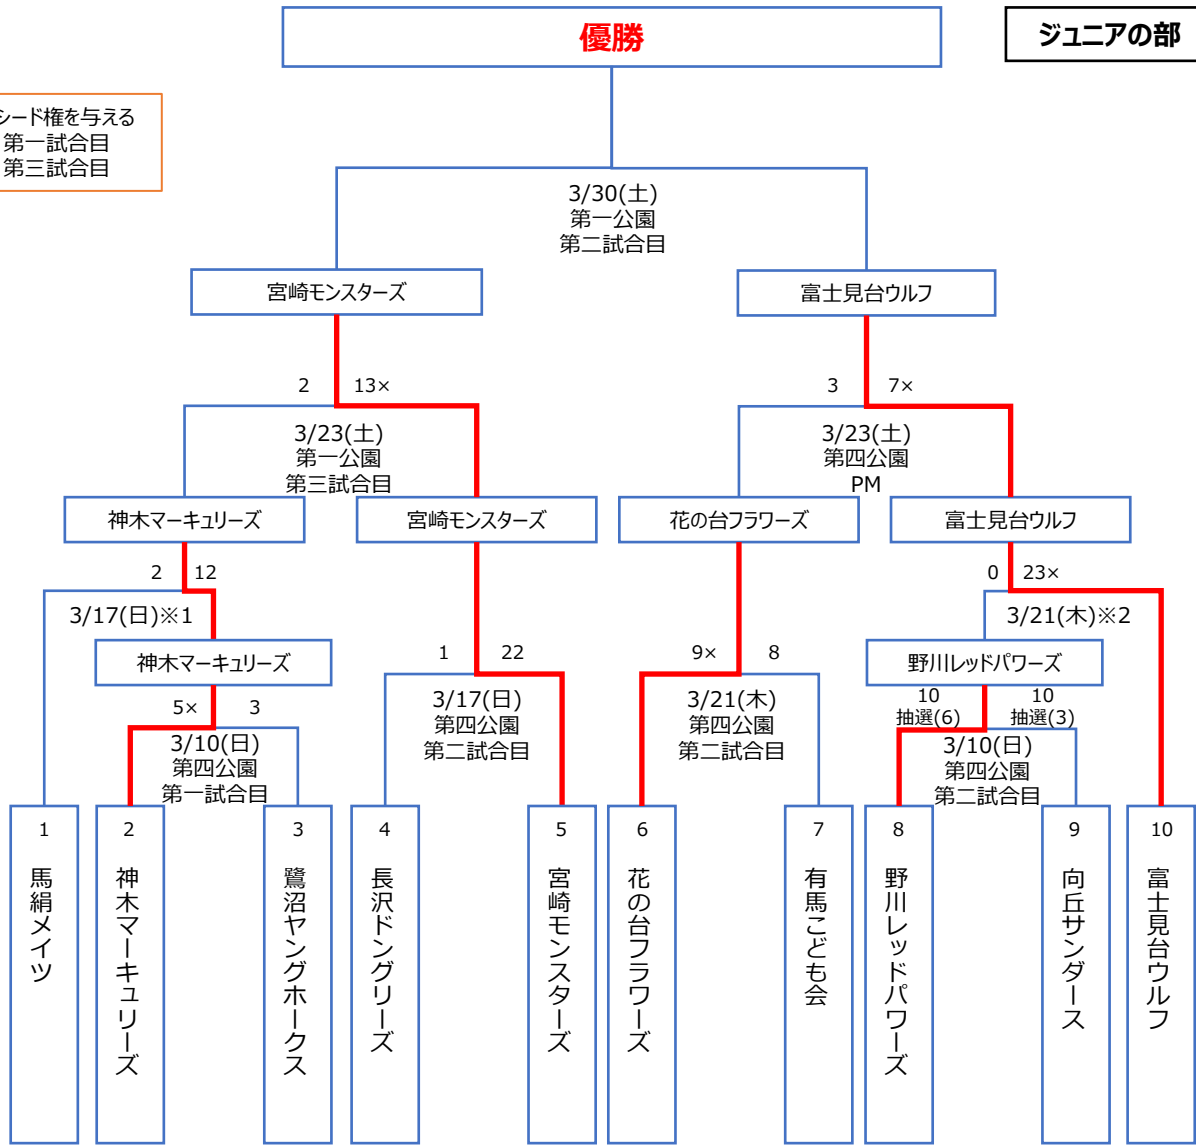 優勝
ジュニアの部
シード権を与える
第一試合目
第三試合目
3/30(土)
第一公園
第二試合目
宮崎モンスターズ
富士見台ウルフ
2 13×
3 7×
3/23(土)
第一公園
第三試合目
3/23(土)
第四公園
PM
神木マーキュリーズ
宮崎モンスターズ
花の台フラワーズ
富士見台ウルフ
2 12
0 23×
3/17(日)※1
3/21(木)※2
神木マーキュリーズ
野川レッドパワーズ
1 22
9× 8
5× 3
10 10
抽選(6) 抽選(3)
3/10(日)
第四公園
第一試合目
3/17(日)
第四公園
第二試合目
3/21(木)
第四公園
第二試合目
3/10(日)
第四公園
第二試合目
1
馬絹メイツ
2
神木マーキュリーズ
3
鷺沼ヤングホークス
4
長沢ドングリーズ
5
宮崎モンスターズ
6
花の台フラワーズ
7
有馬こども会
8
野川レッドパワーズ
9
向丘サンダース
10
富士見台ウルフ